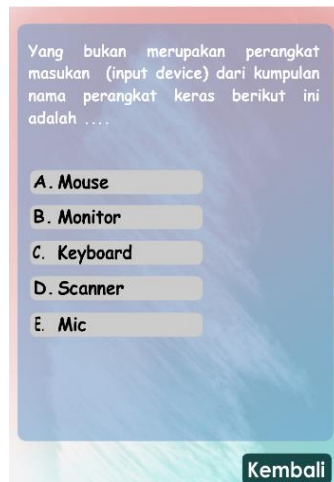 Yang bukan merupakan perangkat
masukan (input device) dari kumpulan
nama perangkat keras berikut ini
adalah ....
A. Mouse
B. Monitor
C. Keyboard
D. Scanner
E. Mic
Kembali